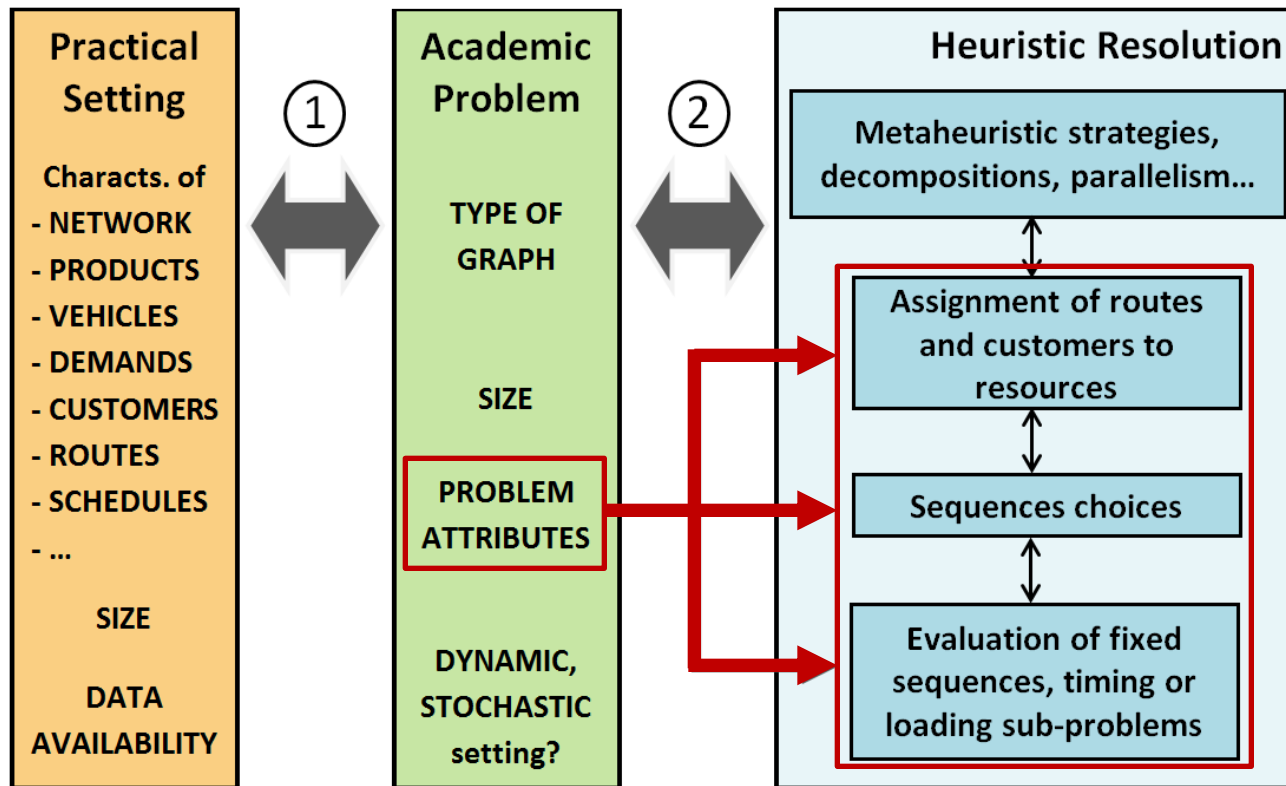 Practical
Setting
Characts. of
- NETWORK
- PRODUCTS
- VEHICLES
- DEMANDS
- CUSTOMERS
- ROUTES
- SCHEDULES
- ...
SIZE
DATA
AVAILABILITY
1
Academic
Problem
TYPE OF
GRAPH
SIZE
PROBLEM
ATTRIBUTES
DYNAMIC,
STOCHASTIC
setting?
2
Heuristic Resolution
Metaheuristic strategies,
decompositions, parallelism...
Assignment of routes
and customers to
resources
Sequences choices
Evaluation of fixed
sequences, timing or
loading sub-problems